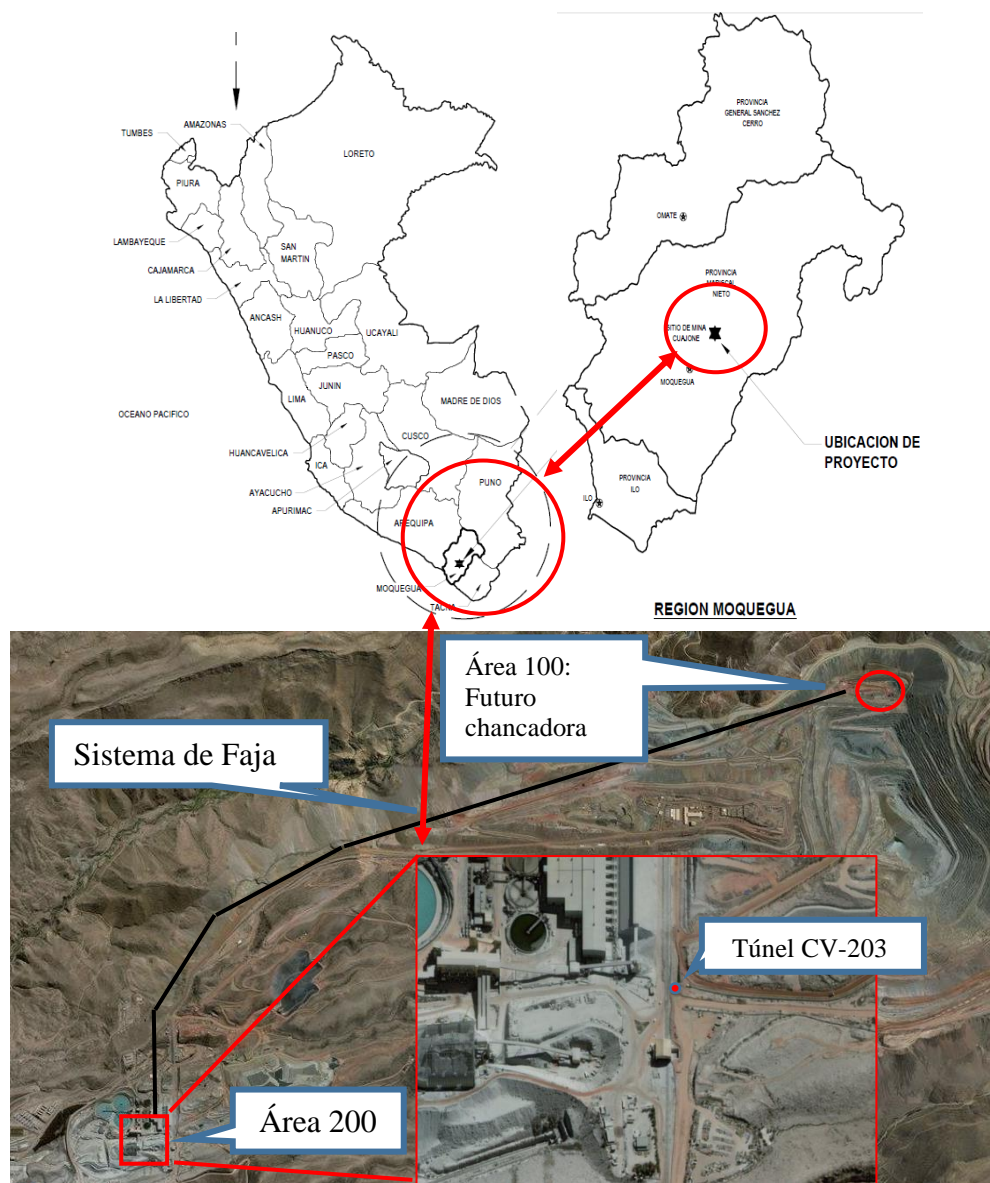 TUMBES
AMAZONAS
LORETO
PIURA
LAMBAYEQUE
CAJAMARCA
SAN
MARTIN
LA LIBERTAD
ANCASH
HUANUCO
UCAYALI
PASCO
JUNIN
LIMA
MADRE DE DIOS
OCEANO PACIFICO
CUSCO
HUANCAVELICA
ICA
PUNO
AYACUCHO
APURIMAC
AREQUIPA
MOQUEGUA
TACNA
PROVINCIA
GENERAL SANCHEZ
CERRO
OMATE
PROVINCIA
MARISCAL
NIETO
SITIO DE MINA
CUAJONE
MOQUEGUA
UBICACION DE
PROYECTO
PROVINCIA
ILO
ILO
REGION MOQUEGUA
Área 100:
Futuro
chancadora
Sistema de Faja
Túnel CV-203
Área 200